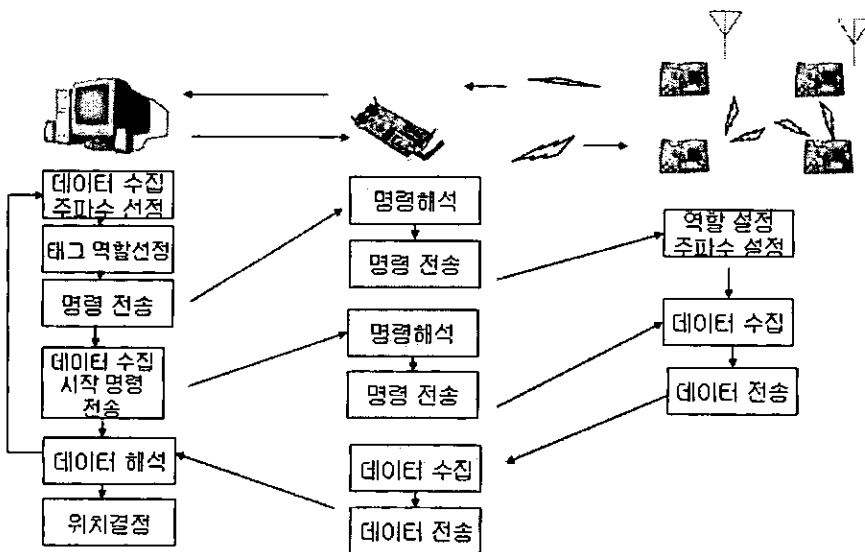 데이터 수집
주파수 선정
태그 역할선정
명령 전송
데이터 수집
시작 명령
전송
데이터 해석
위치결정
명령해석
명령 전송
명령해석
명령 전송
데이터 수집
데이터 전송
역할 설정
주파수 설정
데이터 수집
데이터 전송